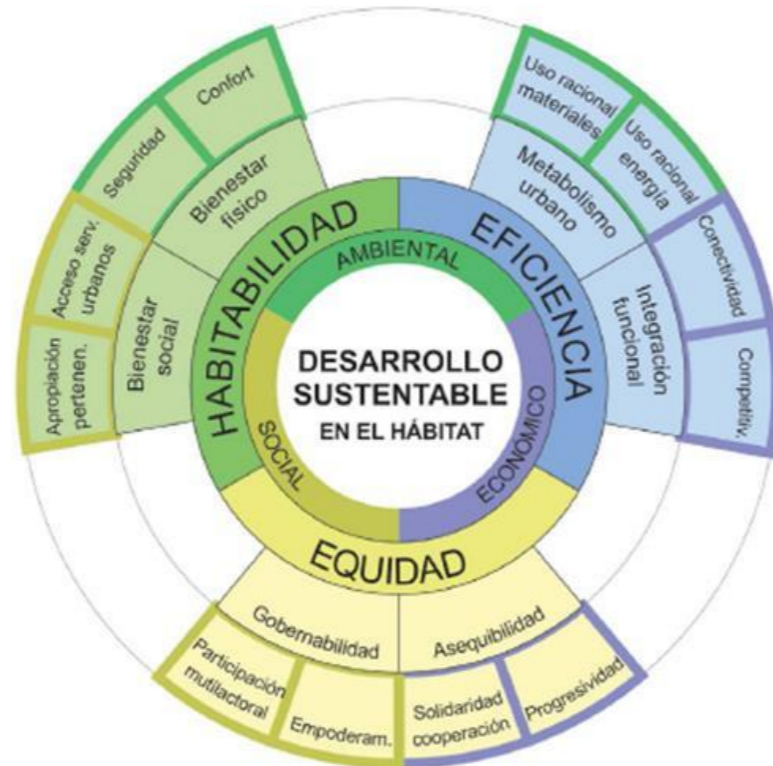 Confort
Seguridad
Acceso serv.
urbanos
Apropiación
pertenen.
Bienestar
físico
Bienestar
social
HABITABILIDAD
Uso racional
materiales
Uso racional
energía
Conectividad
Competitiv.
Metabolismo
urbano
Integración
funcional
EFICIENCIA
AMBIENTAL
SOCIAL
ECONÓMICO
DESARROLLO
SUSTENTABLE
EN EL HÁBITAT
EQUIDAD
Gobernabilidad
Asequibilidad
Participación
mutilactoral
Empoderam.
Solidaridad
cooperación
Progresividad